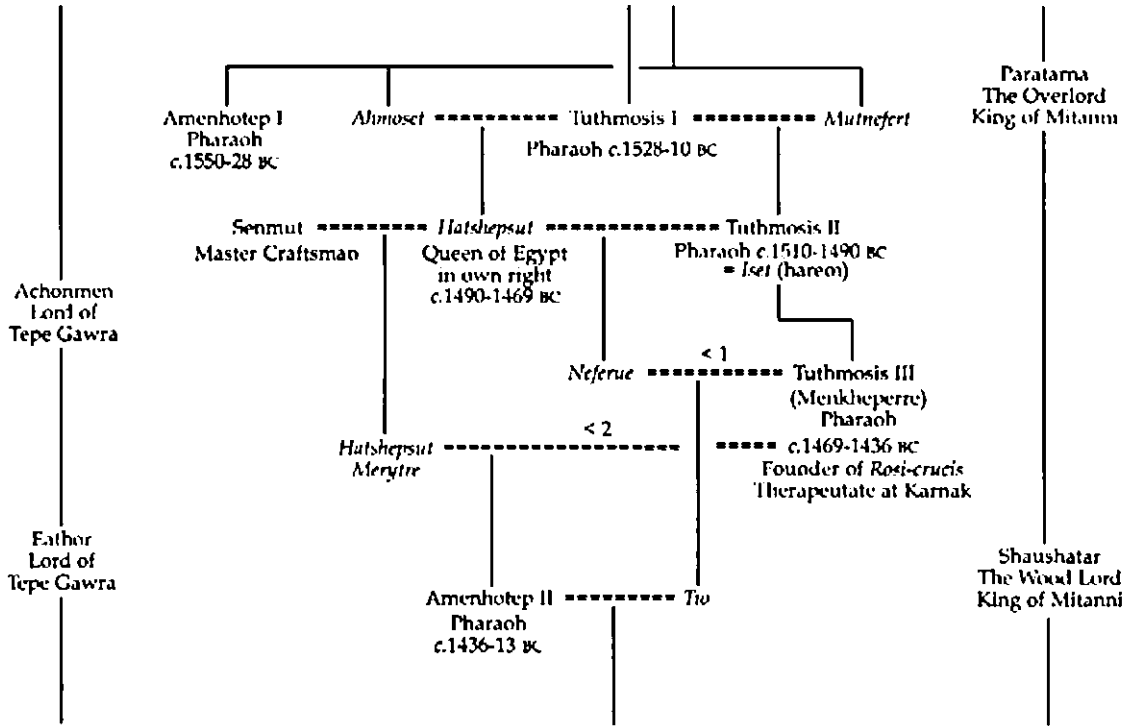 Paratarna
The Overlord
King of Mitanni
Amenhotep I
Pharaoh
c.1550-28 BC
Ahmoset
Tuthmosis I
Pharaoh c.1528-10 BC
Mutnefert
Senmut
Master Craftsman
Hatshepsut
Queen of Egypt
in own right
c.1490-1469 BC
Tuthmosis II
Pharaoh c.1510-1490 BC
= Iset (harem)
Achonmen
Lord of
Tepe Gawra
< 1
Neferue
Tuthmosis III
(Menkheperre)
Pharaoh
c.1469-1436 BC
Founder of Rosi-crucis
Therapeutate at Karnak
< 2
Hatshepsut
Merytre
Eathor
Lord of
Tepe Gawra
Shaushatar
The Wood Lord
King of Mitanni
Amenhotep II
Pharaoh
c.1436-13 BC
Tio